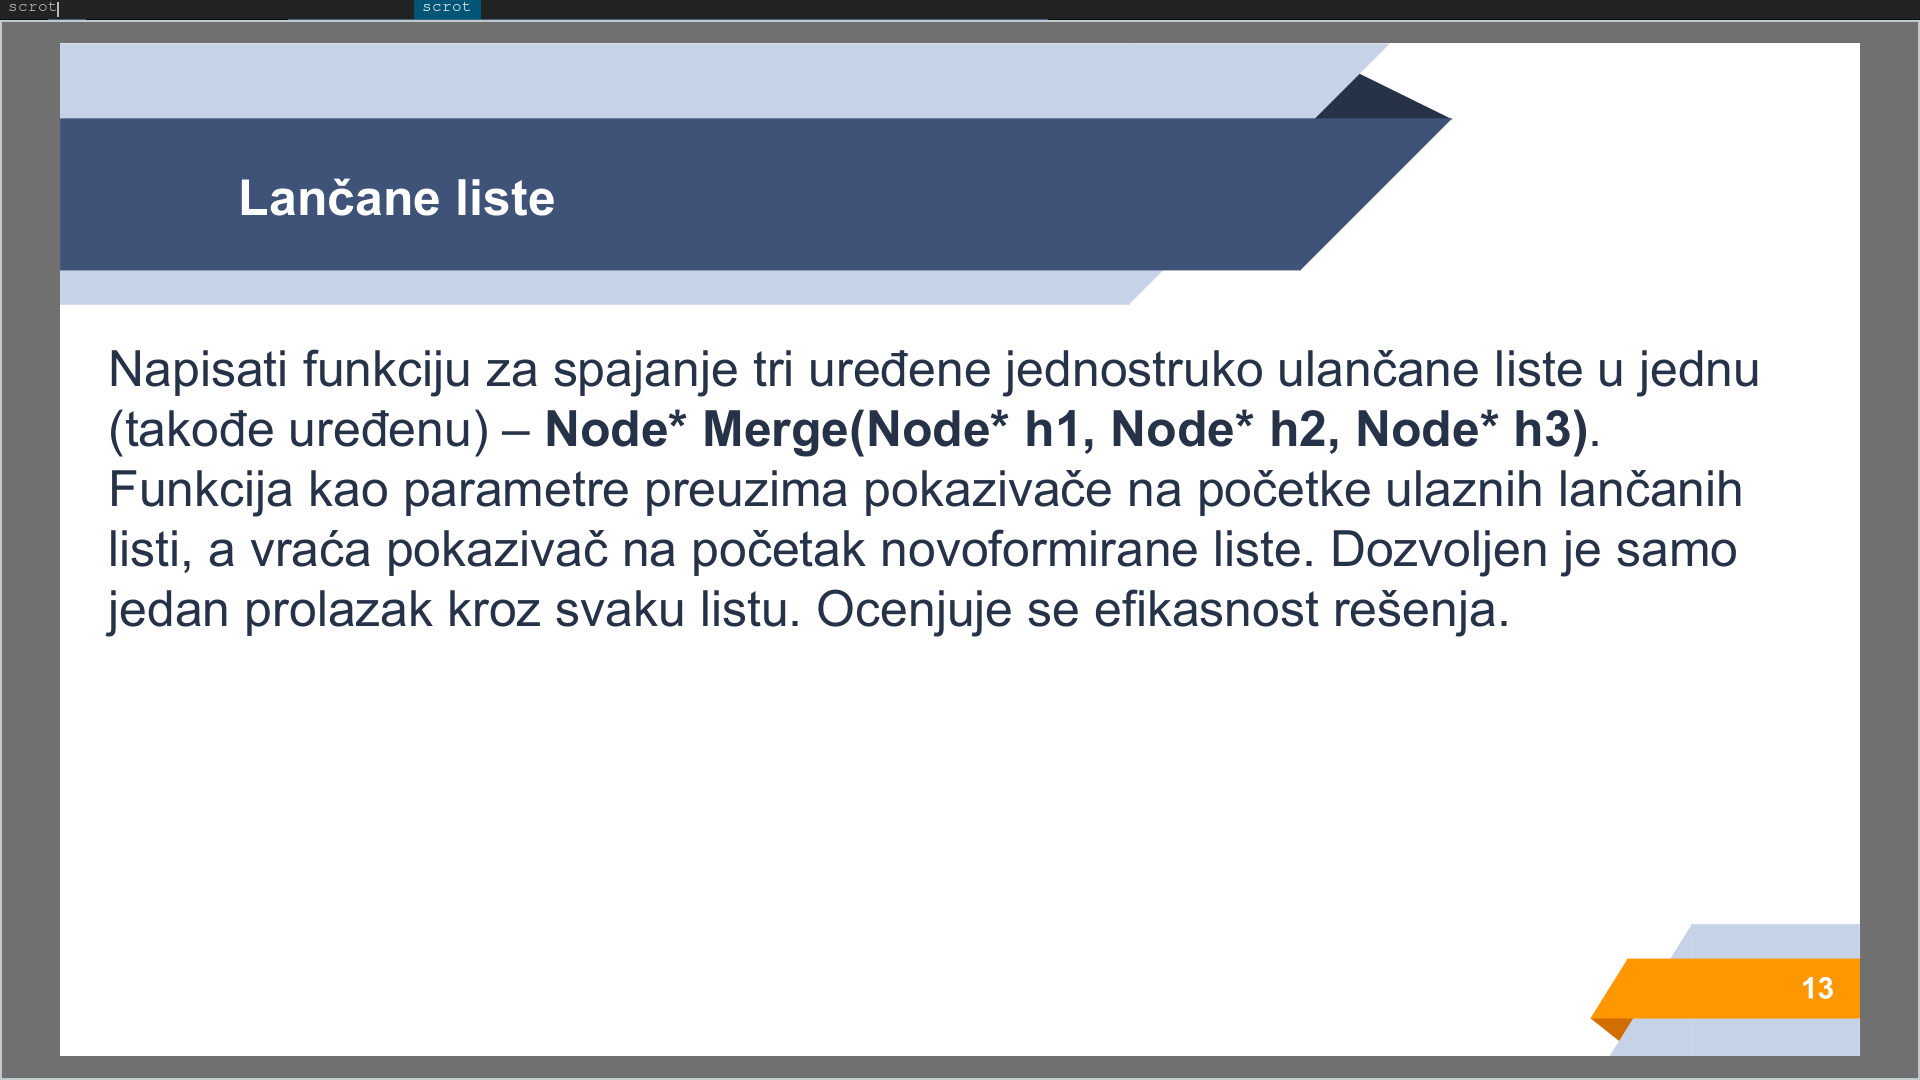 scrot scrot
Lančane liste
Napisati funkciju za spajanje tri uređene jednostruko ulančane liste u jednu
(takođe uređenu) – Node* Merge(Node* h1, Node* h2, Node* h3).
Funkcija kao parametre preuzima pokazivače na početke ulaznih lančanih
listi, a vraća pokazivač na početak novoformirane liste. Dozvoljen je samo
jedan prolazak kroz svaku listu. Ocenjuje se efikasnost rešenja.
13